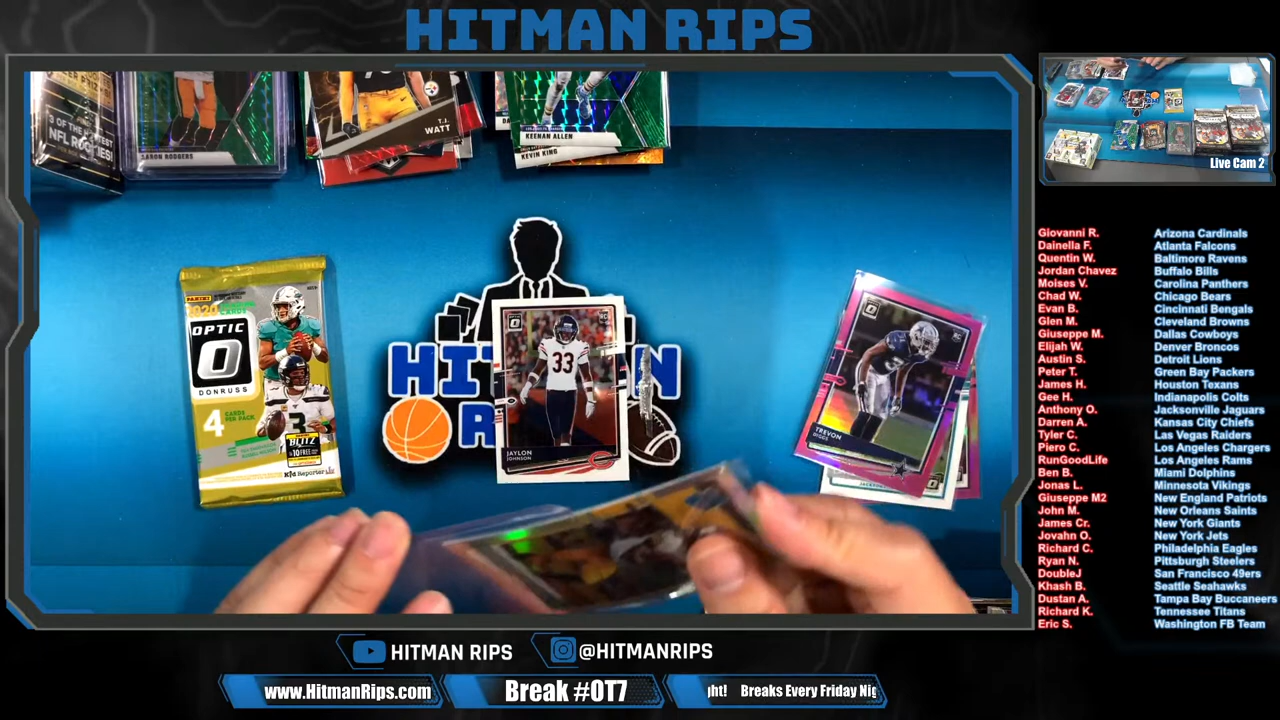 HITMAN RIPS
3 OF THE
NFL ROOKIES!
AARON RODGERS
T.J.
WATT
KEENAN ALLEN
KEVIN KING
Live Cam 2
PANINI
2020
OPTIC
DONRUSS
4
CARDS
PER PACK
BLITZ
HIT
R
33
RC
JAYLON
JOHNSON
TREVON
DIGGS
Giovanni R. Arizona Cardinals
Dainella F. Atlanta Falcons
Quentin W. Baltimore Ravens
Jordan Chavez Buffalo Bills
Moises V. Carolina Panthers
Chad W. Chicago Bears
Evan B. Cincinnati Bengals
Glen M. Cleveland Browns
Giuseppe M. Dallas Cowboys
Elijah W. Denver Broncos
Austin S. Detroit Lions
Peter T. Green Bay Packers
James H. Houston Texans
Gee H. Indianapolis Colts
Anthony O. Jacksonville Jaguars
Darren A. Kansas City Chiefs
Tyler C. Las Vegas Raiders
Piero C. Los Angeles Chargers
RunGoodLife Los Angeles Rams
Ben B. Miami Dolphins
Jonas L. Minnesota Vikings
Giuseppe M2 New England Patriots
John M. New Orleans Saints
James Cr. New York Giants
Jovahn O. New York Jets
Richard C. Philadelphia Eagles
Ryan N. Pittsburgh Steelers
DoubleJ San Francisco 49ers
Khash B. Seattle Seahawks
Dustan A. Tampa Bay Buccaneers
Richard K. Tennessee Titans
Eric S. Washington FB Team
HITMAN RIPS
@HITMANRIPS
www.HitmanRips.com
Break #OT7
ht! Breaks Every Friday Nig